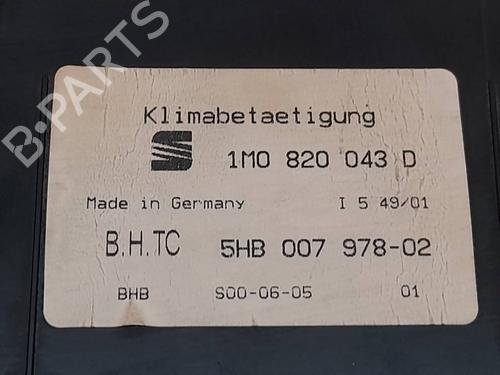 B-PARTS
Klimabetaetigung
1M0 820 043 D
Made in Germany I 5 49/01
B.H.TC 5HB 007 978-02
BHB S00-06-05 01